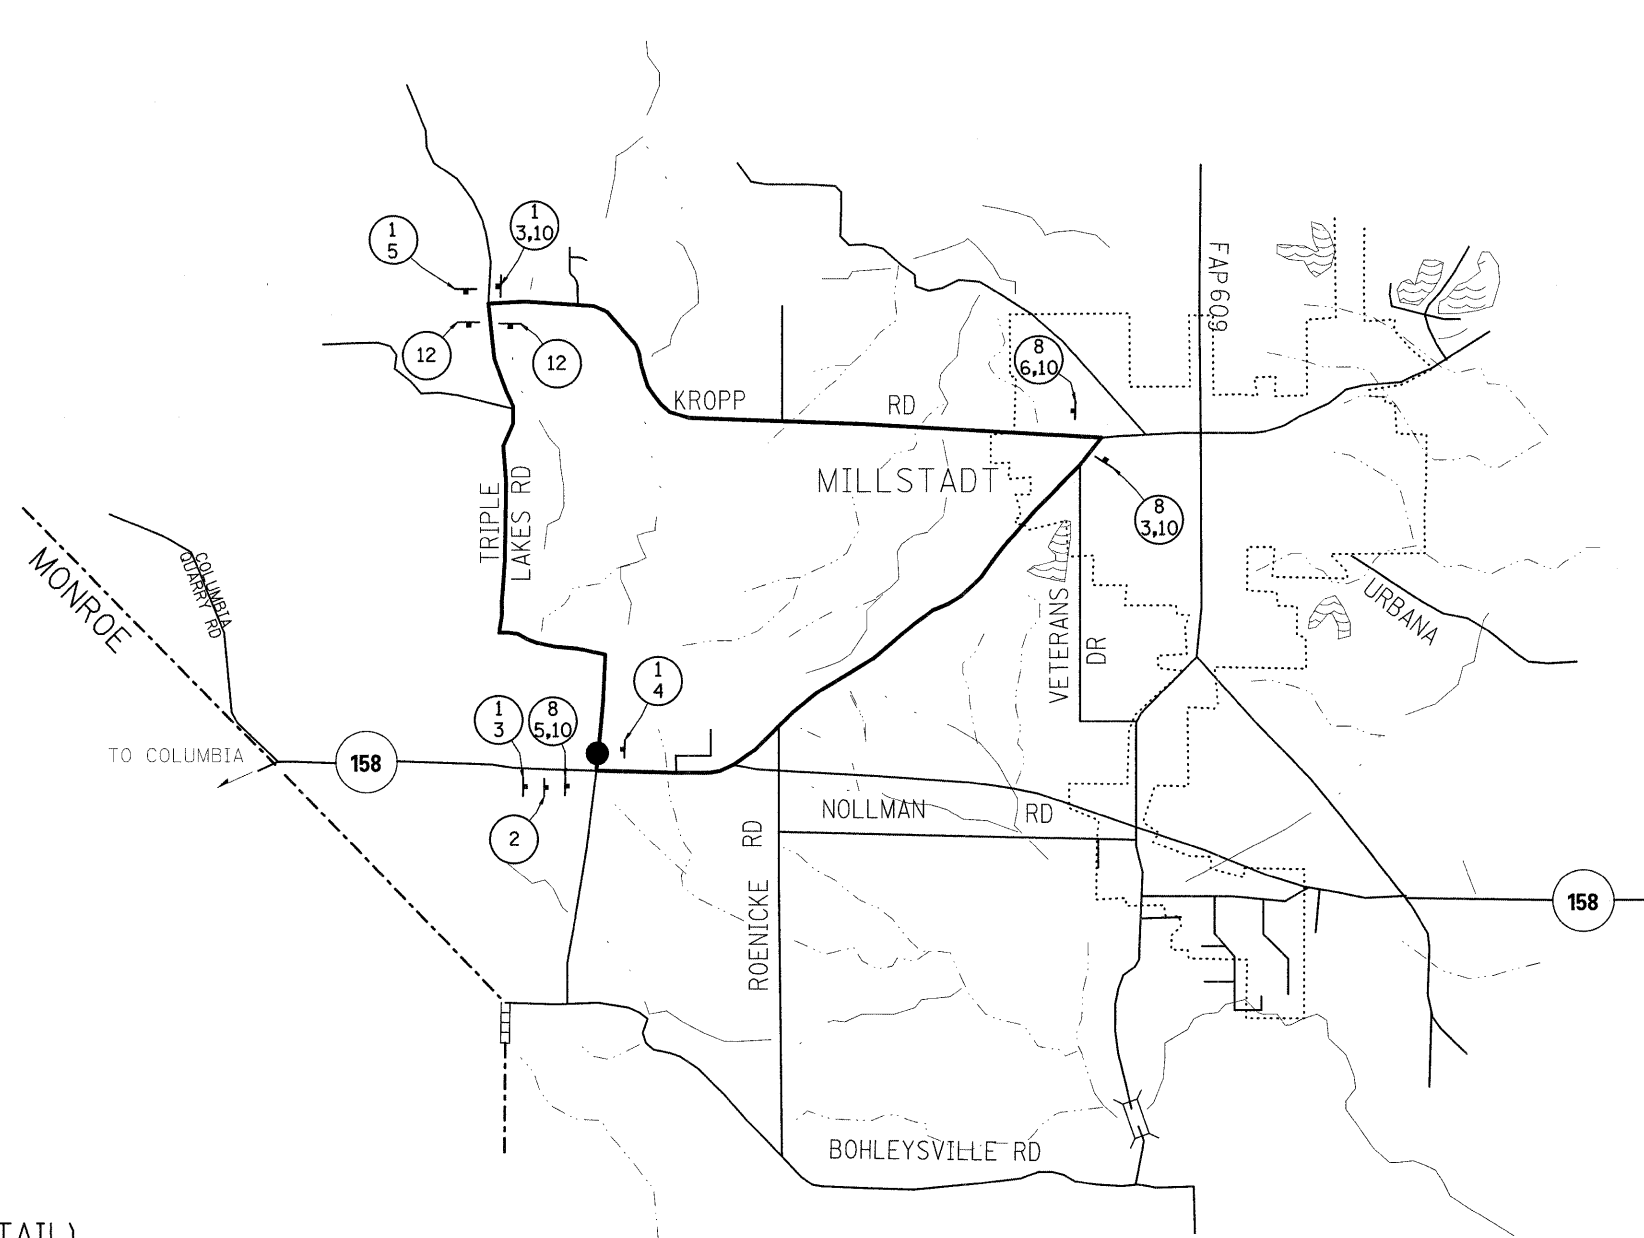 1
5
1
3,10
FAP 609
12
12
8
6,10
KROPP RD
MILLSTADT
8
3,10
TRIPLE
LAKES RD
MONROE
COLUMBIA
QUARRY RD
VETERANS
DR
URBANA
1
4
1
3
8
5,10
TO COLUMBIA
158
NOLLMAN RD
2
ROENICKE RD
158
BOHLEYSVILLE RD